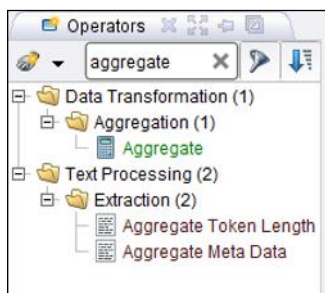 Operators
aggregate
Data Transformation (1)
Aggregation (1)
Aggregate
Text Processing (2)
Extraction (2)
Aggregate Token Length
Aggregate Meta Data